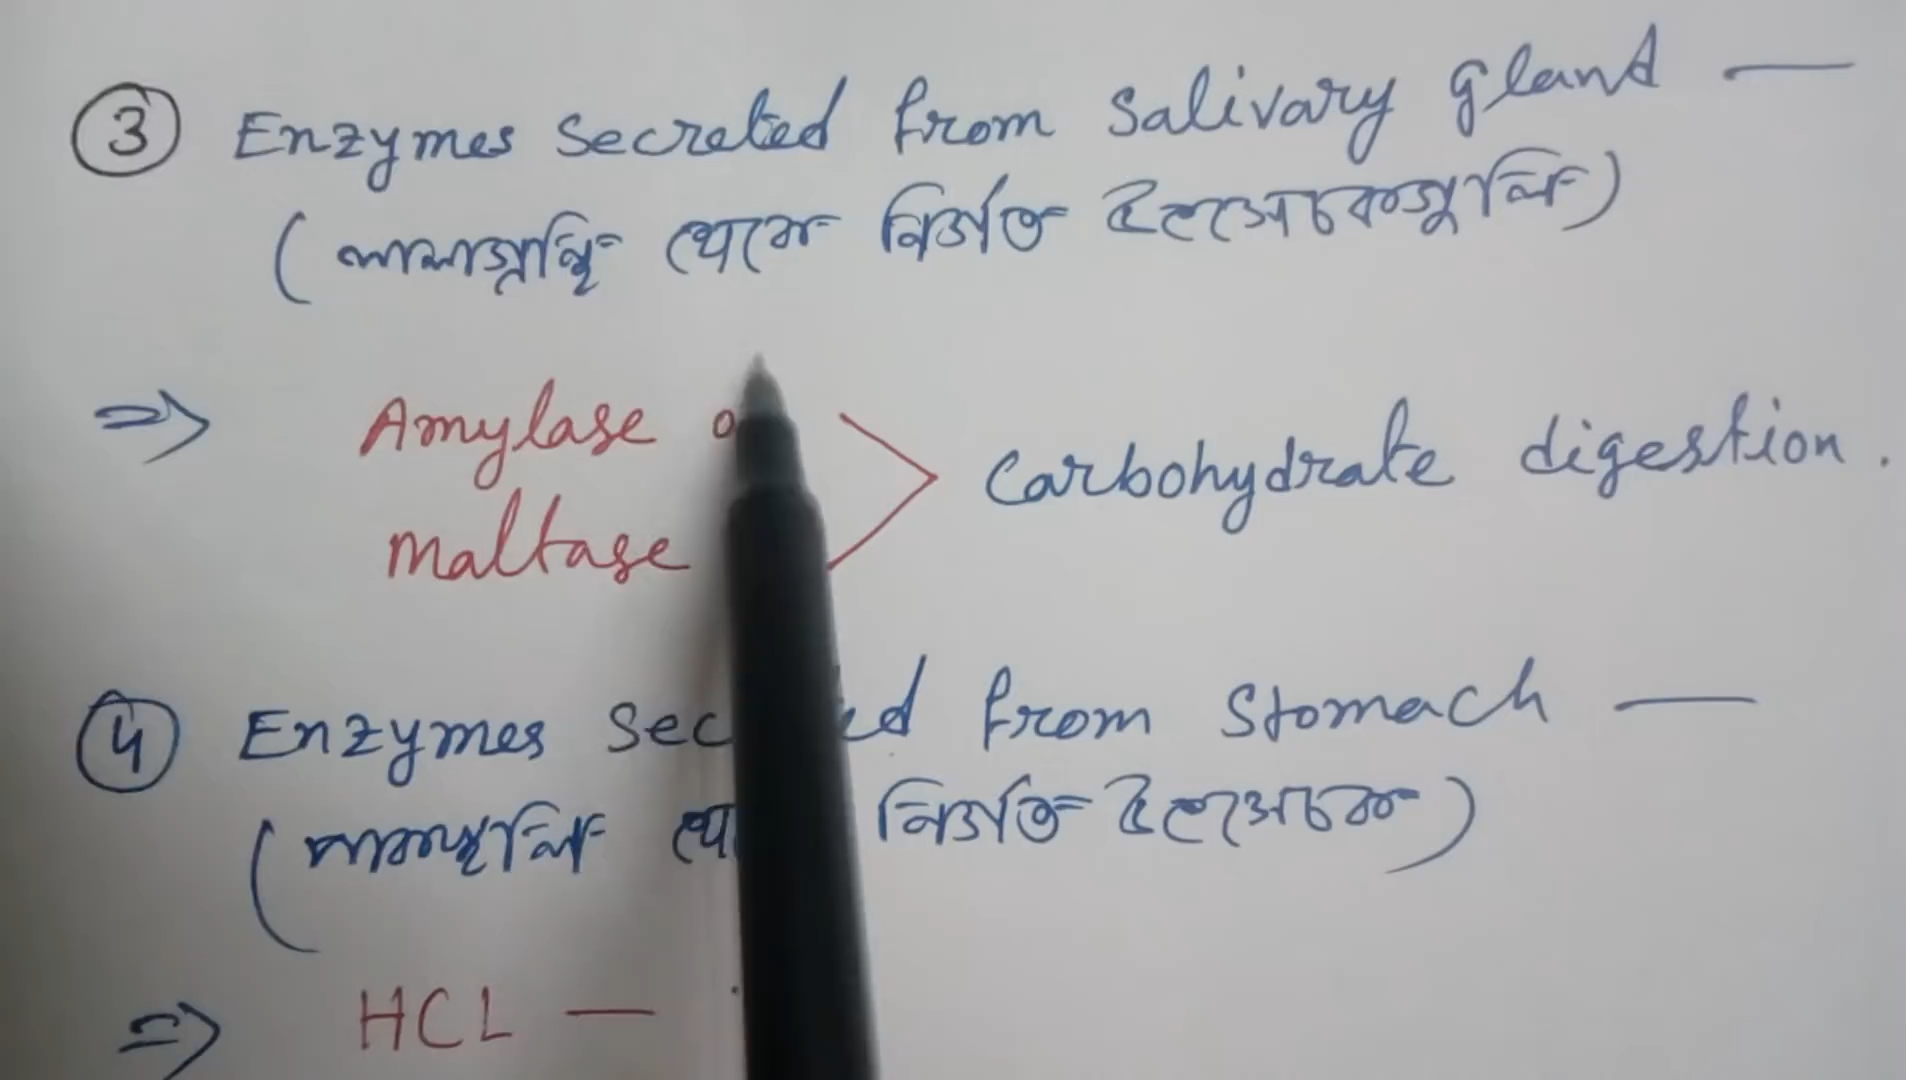 ③ Enzymes secreted from salivary gland —
(লালাগ্রন্থি থেকে নির্গত উৎসেচকগুলি)
⇒ Amylase
Maltase
Carbohydrate digestion.
④ Enzymes from Stomach —
(পাকস্থলি নির্গত উৎসেচক)
⇒ HCL —